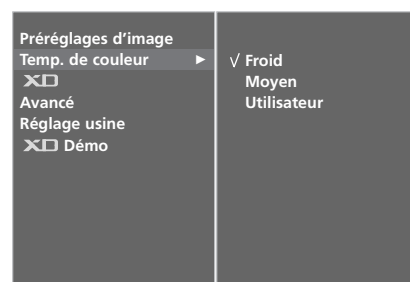 Préréglages d’image
Temp. de couleur ►
XD
Avancé
Réglage usine
XD Démo
√ Froid
Moyen
Utilisateur